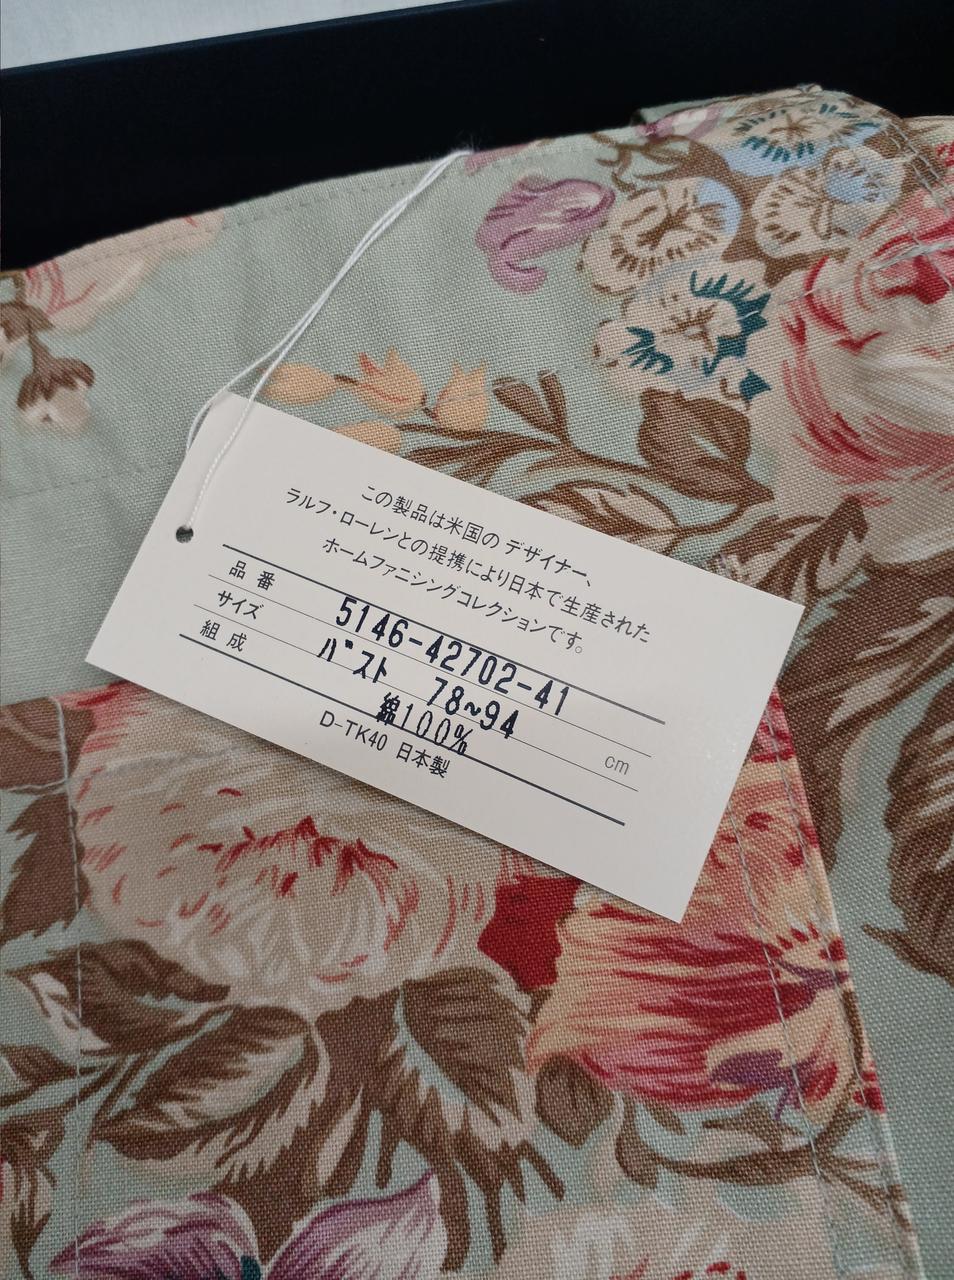 この製品は米国のデザイナー、
ラルフ・ローレンとの提携により日本で生産された
ホームファニシングコレクションです。
品番 5146-42702-41
サイズ バスト 78~94 cm
組成 綿100%
D-TK40 日本製